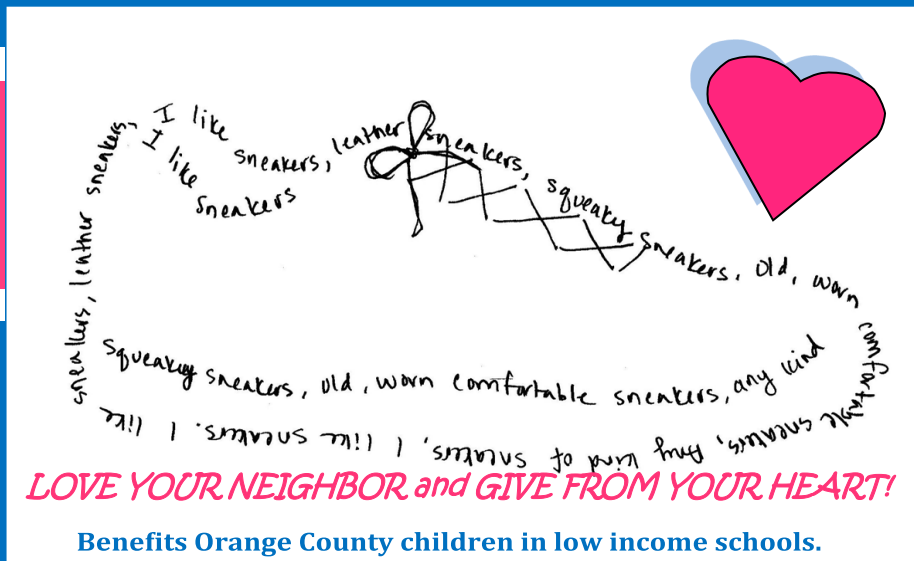 I like sneakers, leather sneakers, squeaky sneakers, old, worn comfortable sneakers, Any kind of sneakers, I like sneakers. I like sneakers, leather sneakers,
I like sneakers
squeaky sneakers, old, worn comfortable sneakers, any kind
LOVE YOUR NEIGHBOR and GIVE FROM YOUR HEART!
Benefits Orange County children in low income schools.